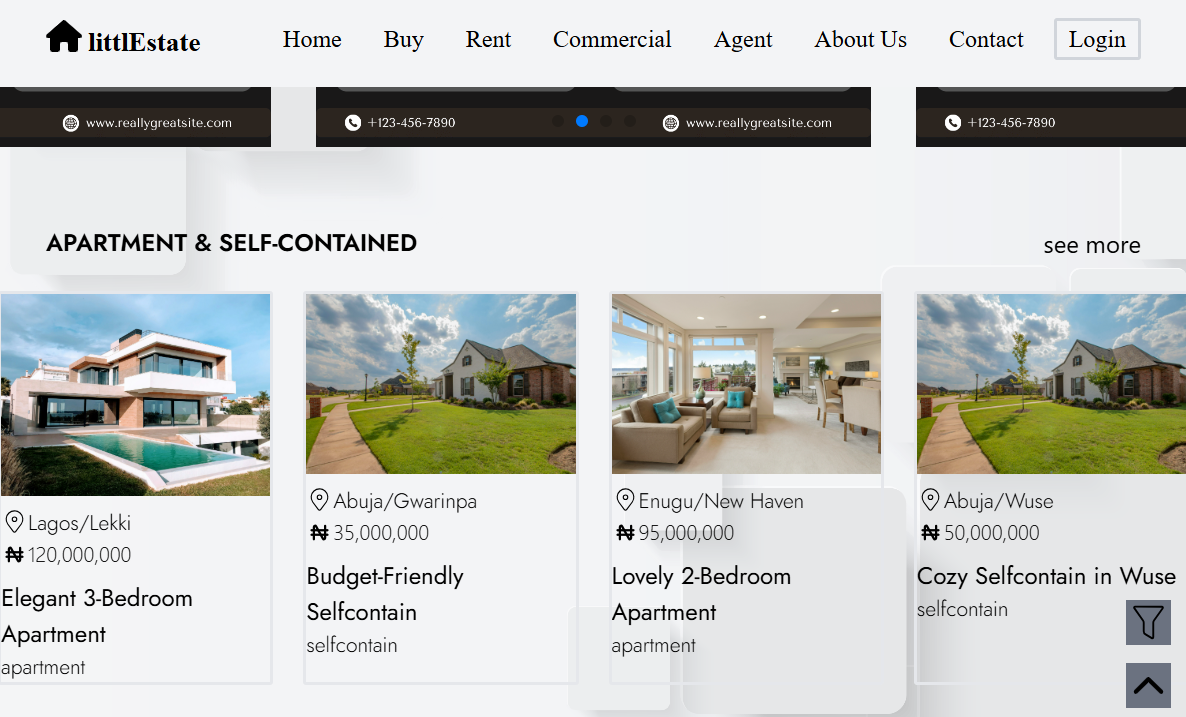 littlEstate Home Buy Rent Commercial Agent About Us Contact Login
www.reallygreatsite.com +123-456-7890 www.reallygreatsite.com +123-456-7890
APARTMENT & SELF-CONTAINED see more
Lagos/Lekki
₦ 120,000,000
Elegant 3-Bedroom
Apartment
apartment
Abuja/Gwarinpa
₦ 35,000,000
Budget-Friendly
Selfcontain
selfcontain
Enugu/New Haven
₦ 95,000,000
Lovely 2-Bedroom
Apartment
apartment
Abuja/Wuse
₦ 50,000,000
Cozy Selfcontain in Wuse
selfcontain